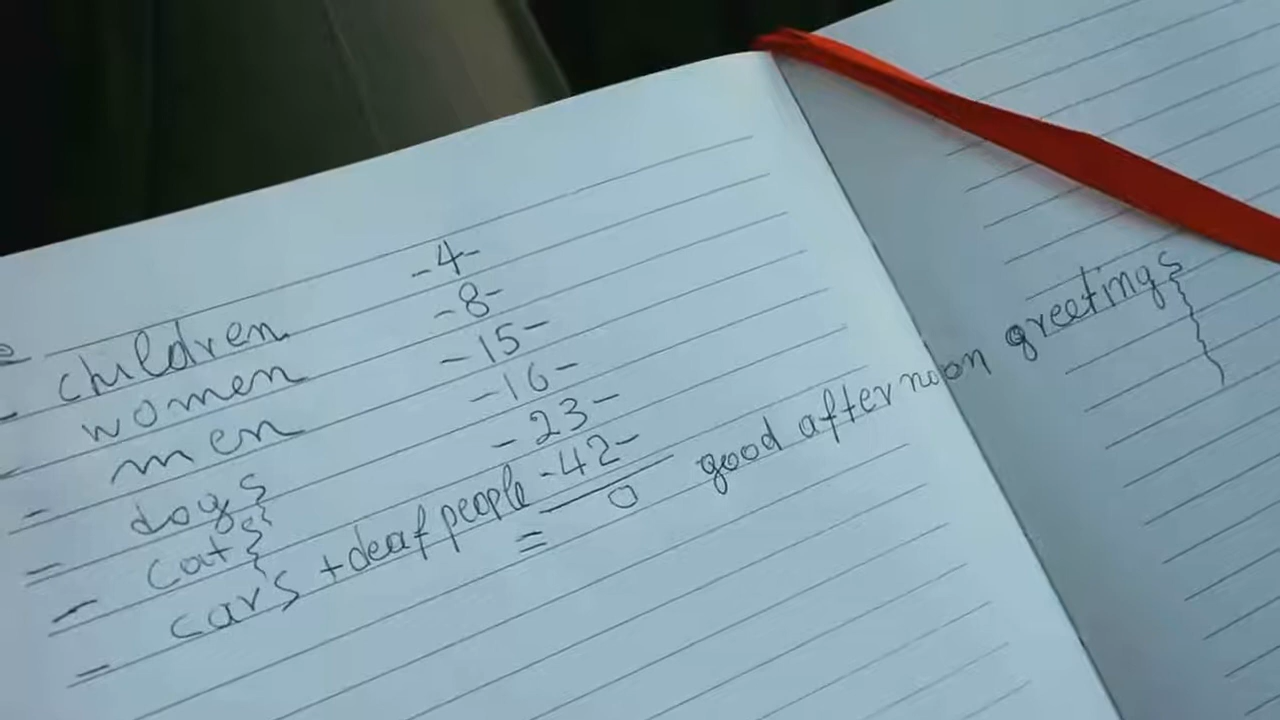 - children -4-
- women -8-
- men -15-
- dogs -16-
- cats -23-
- cars + deaf people -42-
= 0 good afternoon greetings